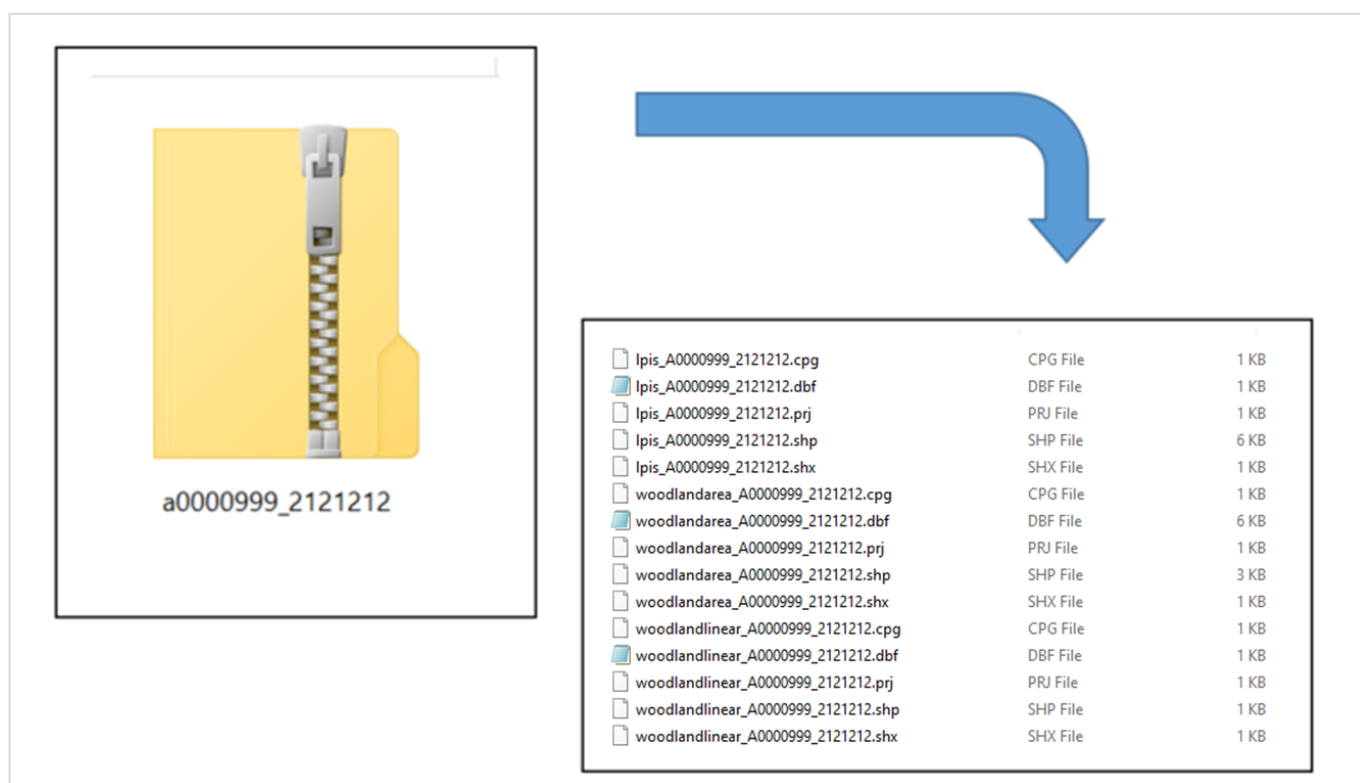 a0000999_2121212
lpis_A0000999_2121212.cpg CPG File 1 KB
lpis_A0000999_2121212.dbf DBF File 1 KB
lpis_A0000999_2121212.prj PRJ File 1 KB
lpis_A0000999_2121212.shp SHP File 6 KB
lpis_A0000999_2121212.shx SHX File 1 KB
woodlandarea_A0000999_2121212.cpg CPG File 1 KB
woodlandarea_A0000999_2121212.dbf DBF File 6 KB
woodlandarea_A0000999_2121212.prj PRJ File 1 KB
woodlandarea_A0000999_2121212.shp SHP File 3 KB
woodlandarea_A0000999_2121212.shx SHX File 1 KB
woodlandlinear_A0000999_2121212.cpg CPG File 1 KB
woodlandlinear_A0000999_2121212.dbf DBF File 1 KB
woodlandlinear_A0000999_2121212.prj PRJ File 1 KB
woodlandlinear_A0000999_2121212.shp SHP File 1 KB
woodlandlinear_A0000999_2121212.shx SHX File 1 KB